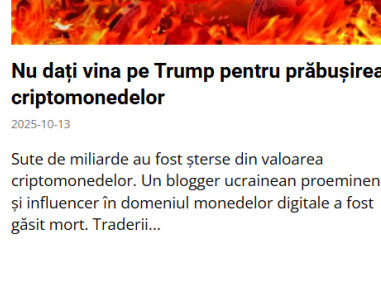 Nu dați vina pe Trump pentru prăbușirea
criptomonedelor
2025-10-13
Sute de miliarde au fost șterse din valoarea
criptomonedelor. Un blogger ucrainean proeminen
și influencer în domeniul monedelor digitale a fost
găsit mort. Traderii...